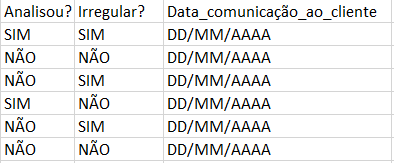 Analisou? Irregular? Data_comunicação_ao_cliente
SIM SIM DD/MM/AAAA
NÃO NÃO DD/MM/AAAA
NÃO SIM DD/MM/AAAA
SIM NÃO DD/MM/AAAA
NÃO SIM DD/MM/AAAA
NÃO NÃO DD/MM/AAAA